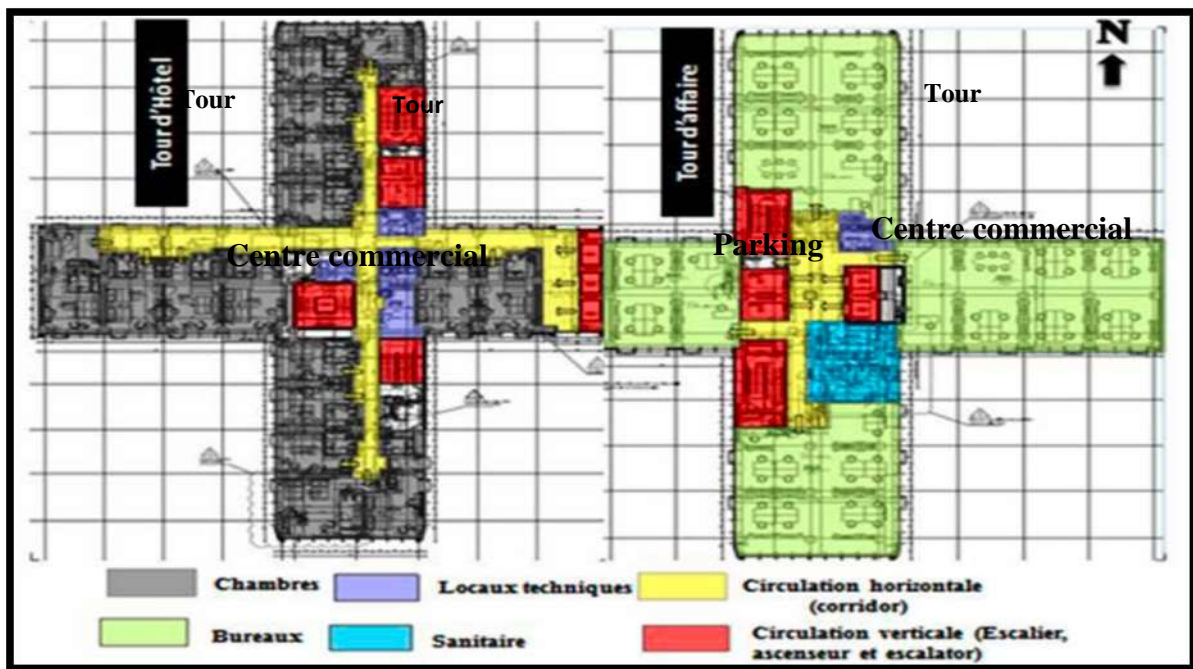 Tour d'Hôtel
Tour
Tour
Centre commercial
Tour d'affaire
N
Tour
Parking
Centre commercial
Chambres
Locaux techniques
Circulation horizontale
(corridor)
Bureaux
Sanitaire
Circulation verticale (Escalier,
ascenseur et escalator)